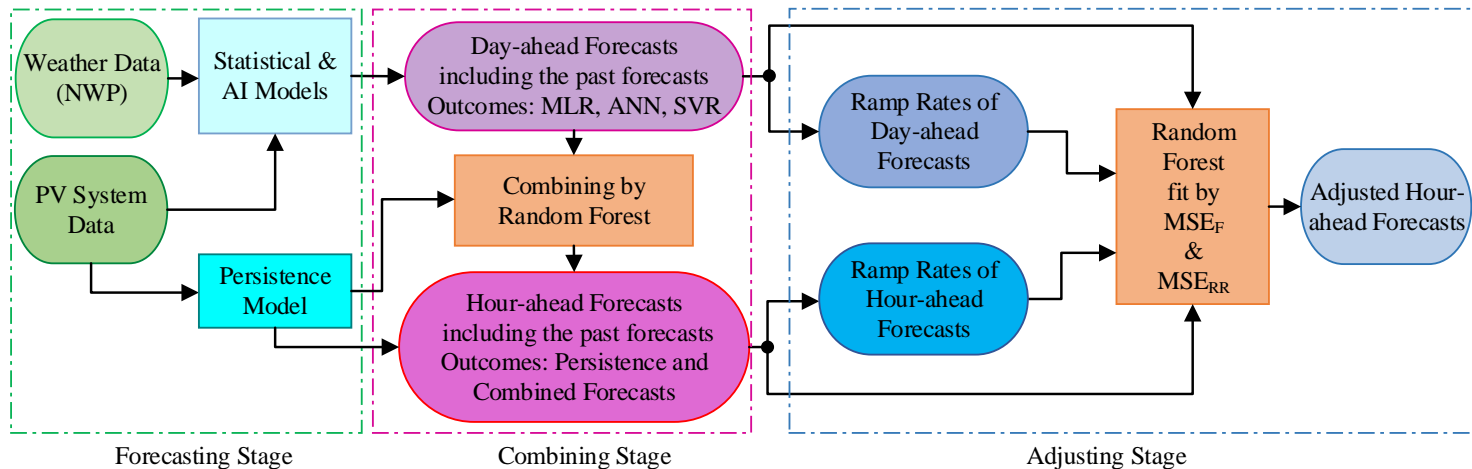 Weather Data
(NWP)
Statistical &
AI Models
PV System
Data
Persistence
Model
Forecasting Stage
Day-ahead Forecasts
including the past forecasts
Outcomes: MLR, ANN, SVR
Combining by
Random Forest
Hour-ahead Forecasts
including the past forecasts
Outcomes: Persistence and
Combined Forecasts
Combining Stage
Ramp Rates of
Day-ahead
Forecasts
Ramp Rates of
Hour-ahead
Forecasts
Random
Forest
fit by
MSEF
&
MSERR
Adjusted Hour-
ahead Forecasts
Adjusting Stage